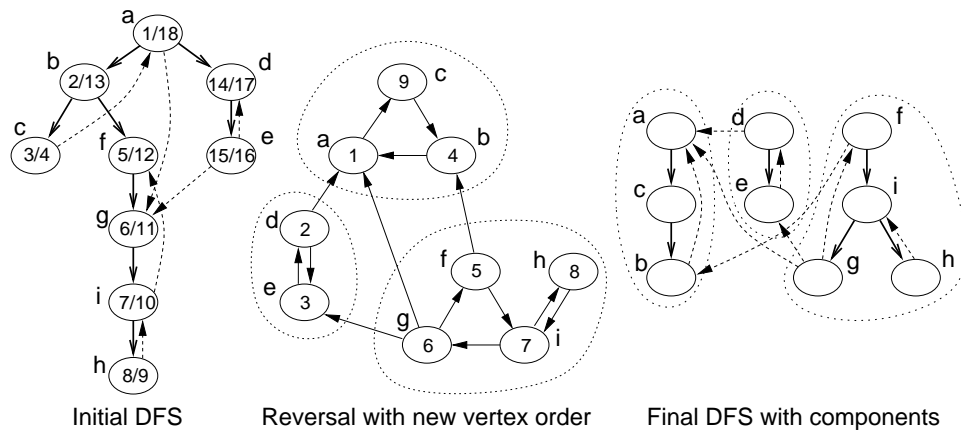 a
1/18
b
2/13
d
14/17
c
3/4
f
5/12
e
15/16
g
6/11
i
7/10
h
8/9
Initial DFS
9
c
a
1
4
b
d
2
e
3
f
5
h
8
g
6
7
i
Reversal with new vertex order
a
d
f
c
e
i
b
g
h
Final DFS with components